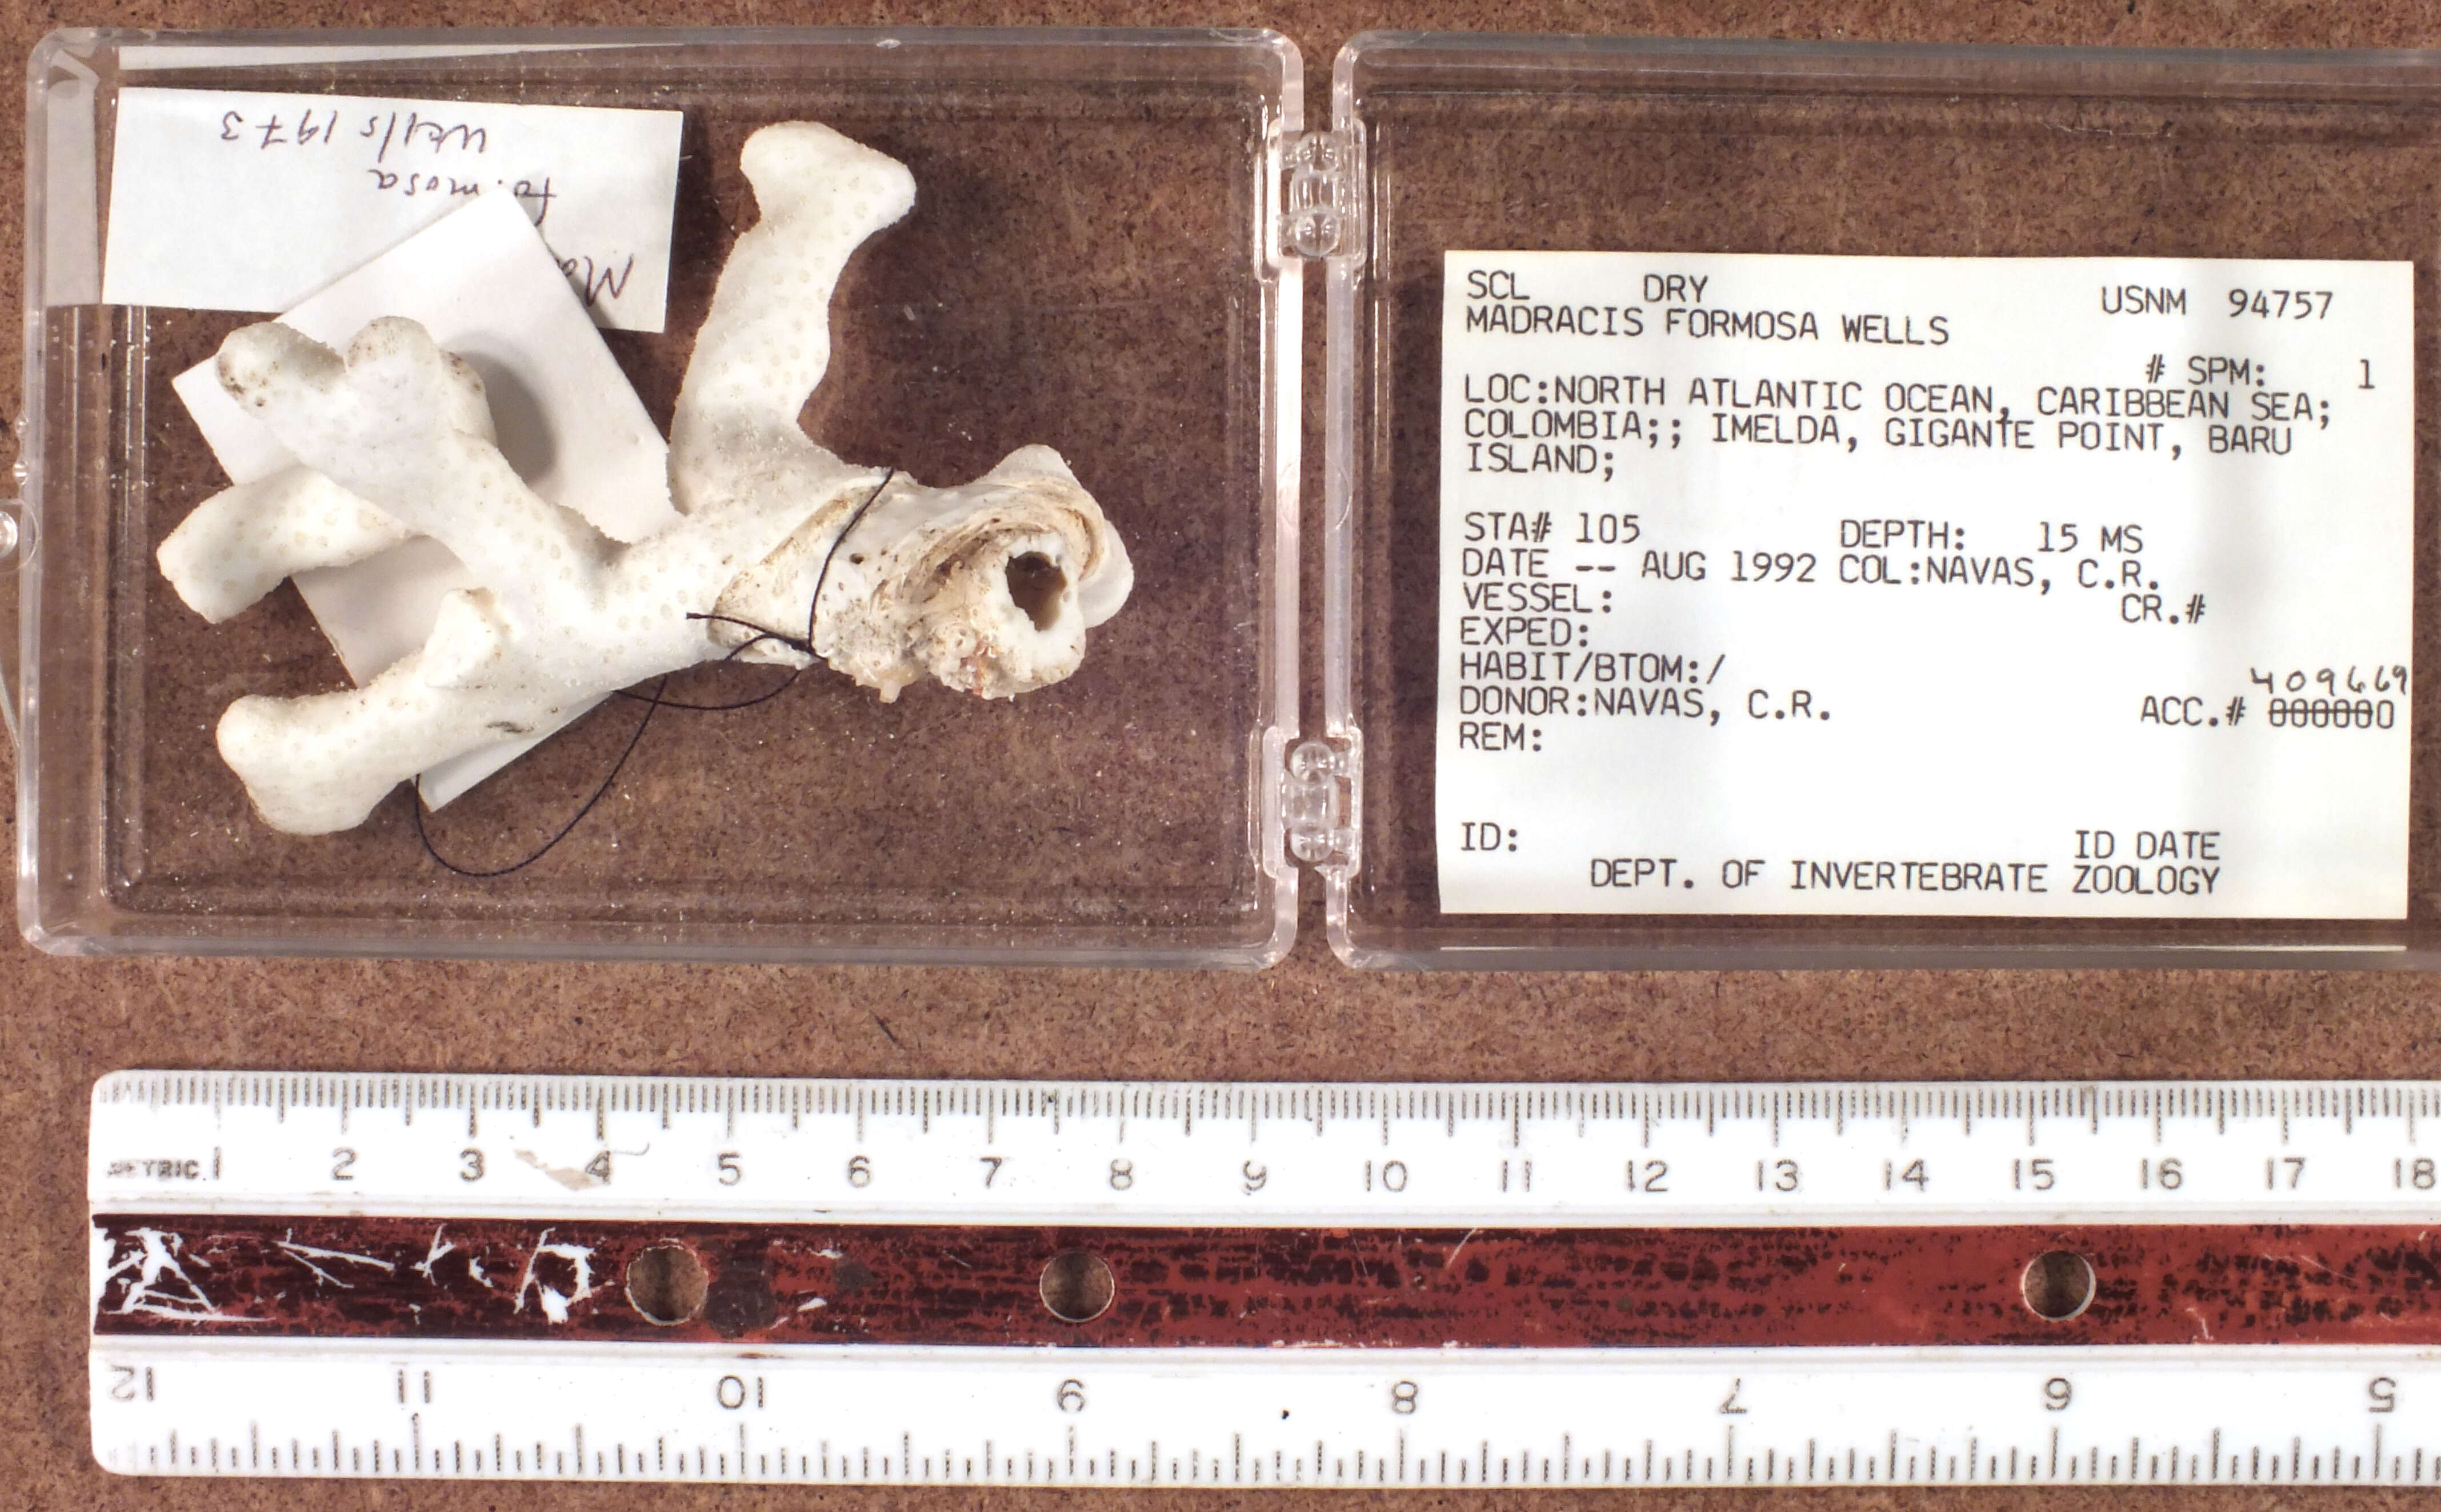 Wells 1973
formosa
SCL DRY USNM 94757
MADRACIS FORMOSA WELLS
# SPM: 1
LOC:NORTH ATLANTIC OCEAN, CARIBBEAN SEA;
COLOMBIA;; IMELDA, GIGANTE POINT, BARU
ISLAND;
STA# 105 DEPTH: 15 MS
DATE -- AUG 1992 COL:NAVAS, C.R.
VESSEL: CR.#
EXPED:
HABIT/BTOM:/
409669
DONOR:NAVAS, C.R. ACC.# 000000
REM:
ID: ID DATE
DEPT. OF INVERTEBRATE ZOOLOGY
METRIC 1 2 3 4 5 6 7 8 9 10 11 12 13 14 15 16 17 18
12 11 10 9 8 7 6 5